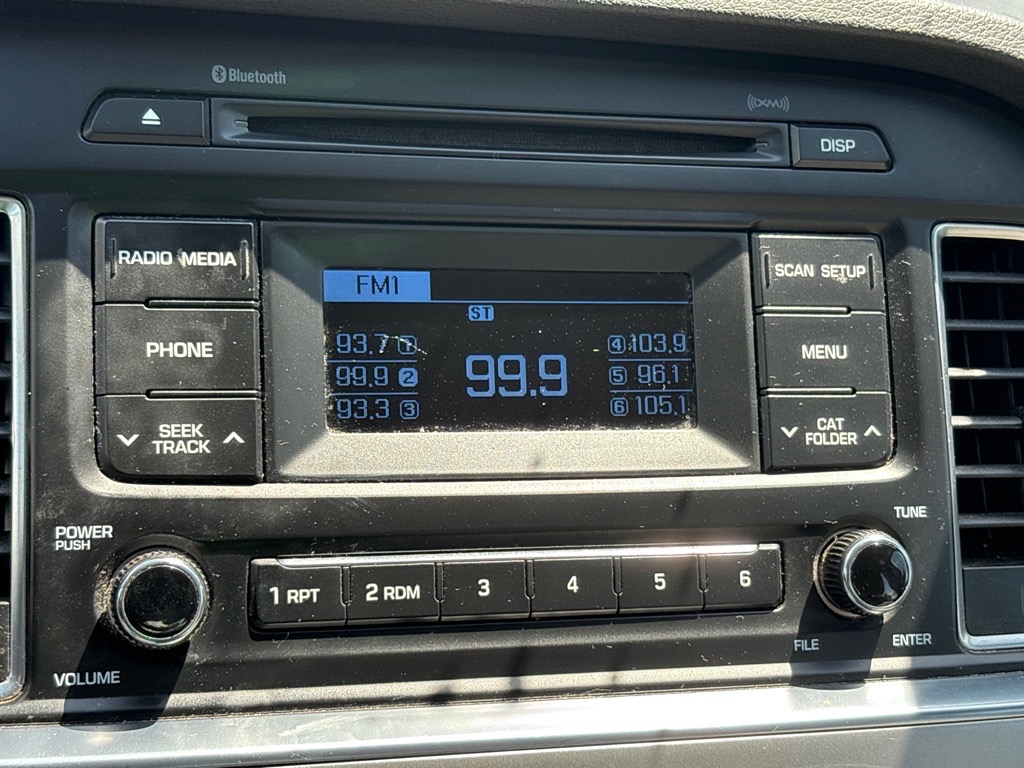 Bluetooth
((XM))
DISP
RADIO MEDIA
SCAN SETUP
FM1
ST
PHONE
MENU
93.7 1
99.9 2
93.3 3
99.9
4 103.9
5 96.1
6 105.1
SEEK
TRACK
CAT
FOLDER
POWER
PUSH
VOLUME
1 RPT
2 RDM
3
4
5
6
TUNE
FILE
ENTER